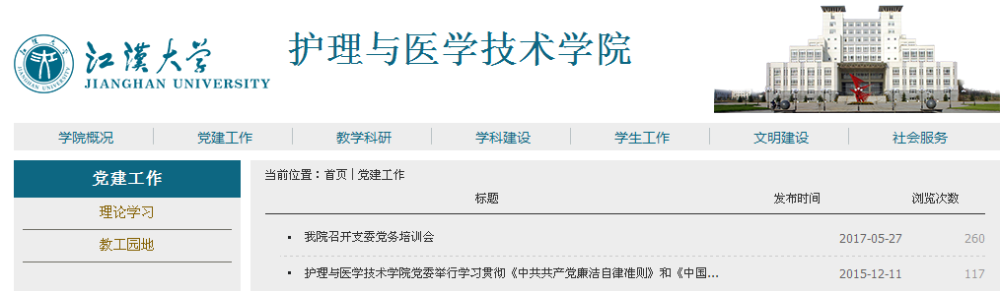 江漢大学
JIANGHAN UNIVERSITY
护理与医学技术学院
学院概况 党建工作 教学科研 学科建设 学生工作 文明建设 社会服务
党建工作
理论学习
教工园地
当前位置：首页 | 党建工作
标题 发布时间 浏览次数
我院召开支委党务培训会 2017-05-27 260
护理与医学技术学院党委举行学习贯彻《中共共产党廉洁自律准则》和《中国... 2015-12-11 117